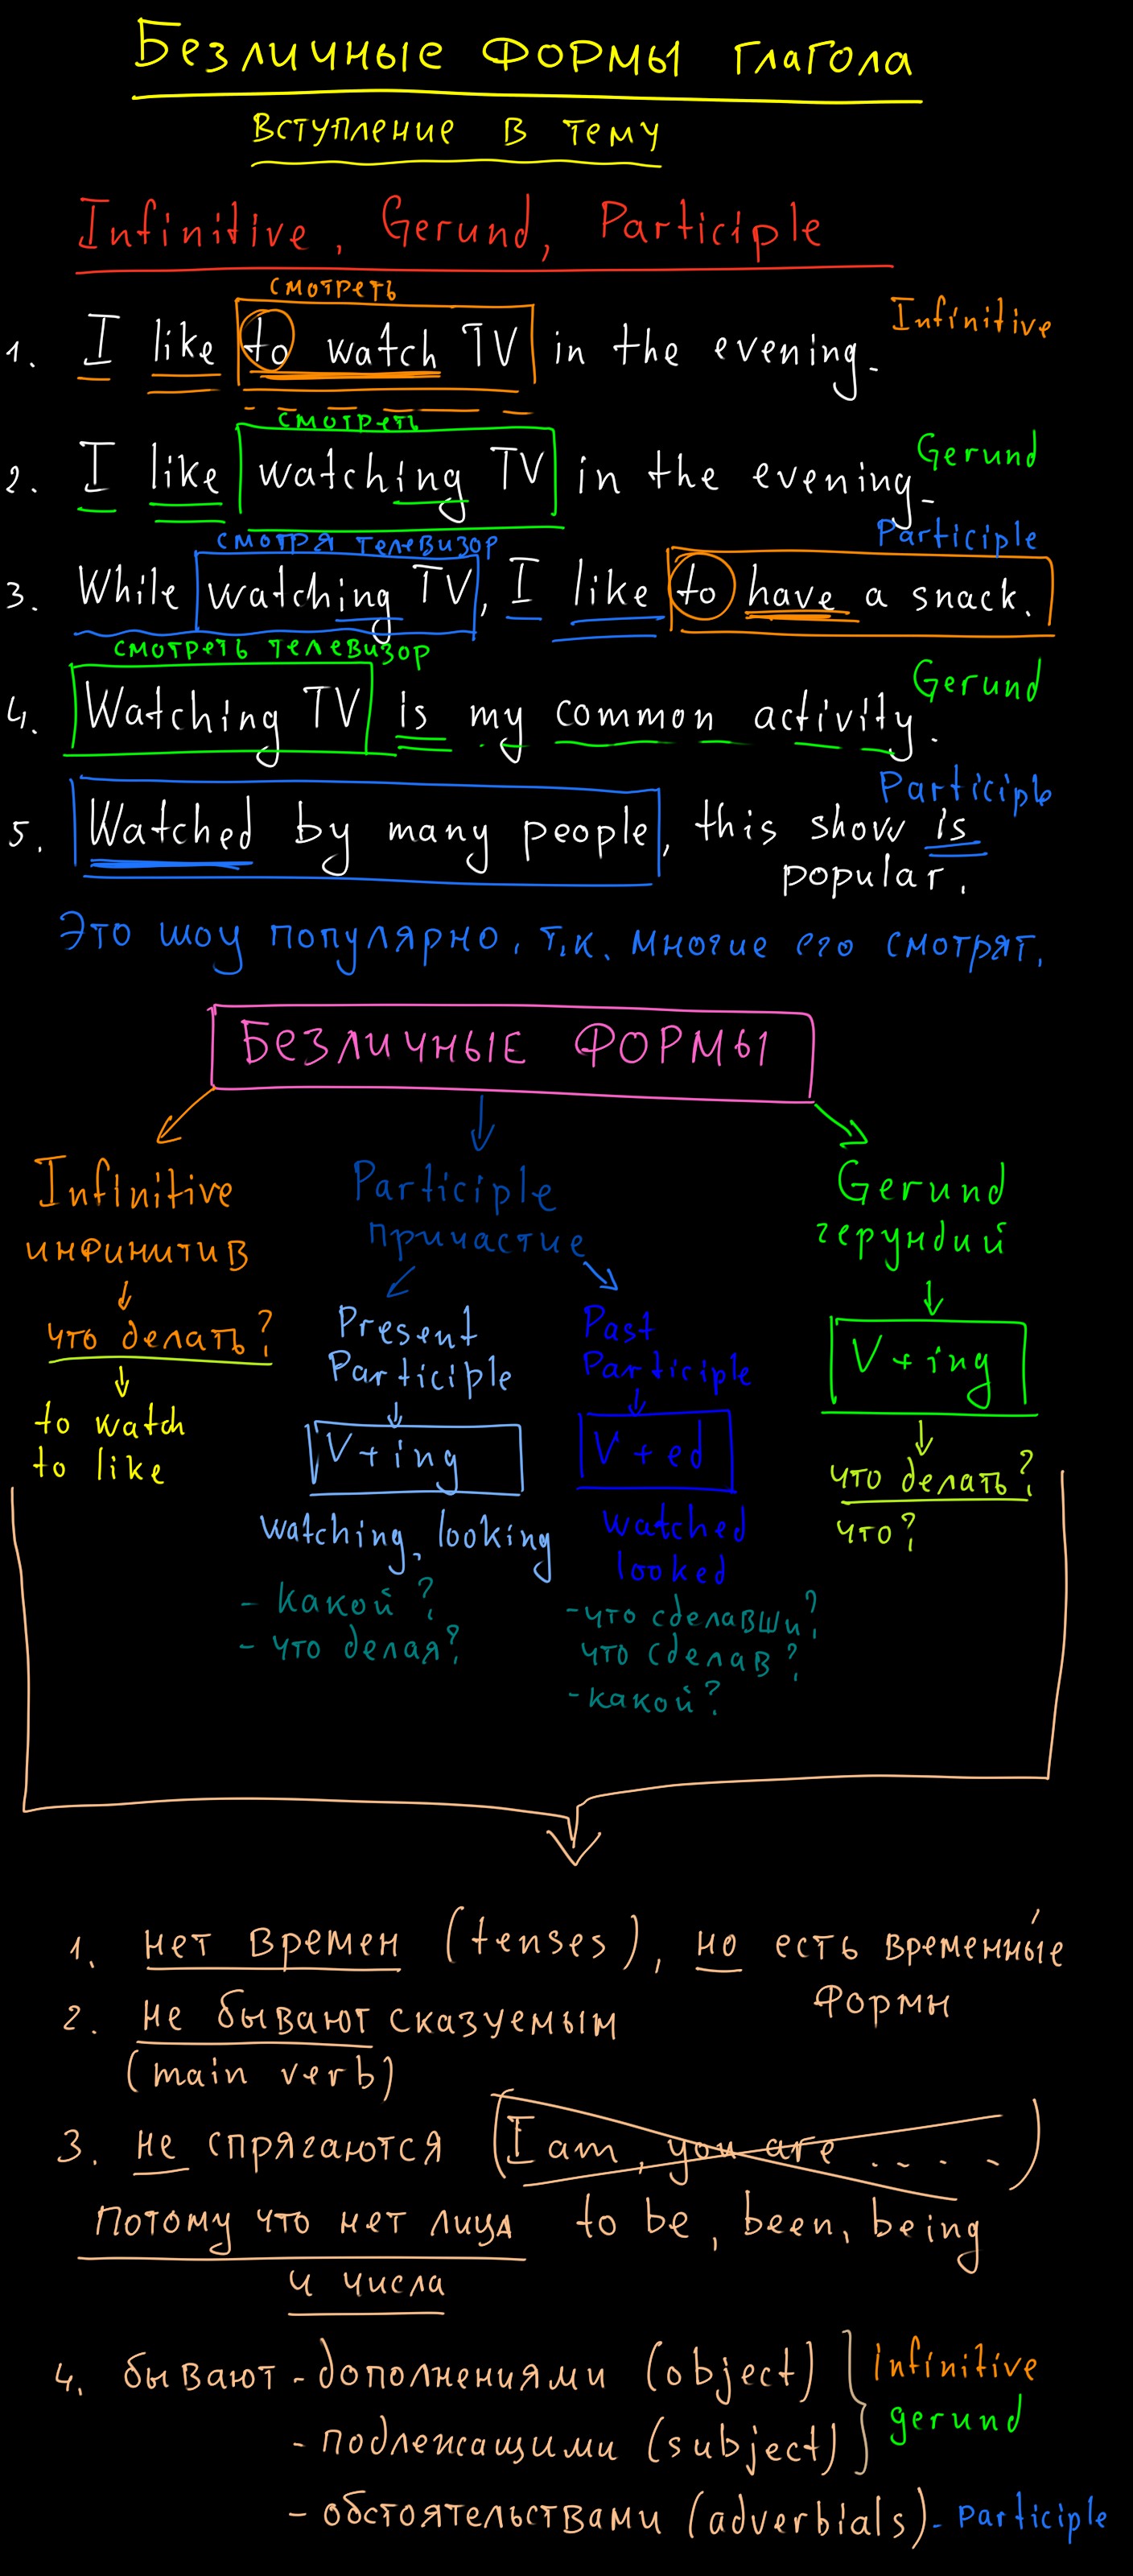 Безличные формы глагола
Вступление в тему
Infinitive, Gerund, Participle
смотреть
Infinitive
1. I like to watch TV in the evening.
смотреть
Gerund
2. I like watching TV in the evening.
смотря телевизор
Participle
3. While watching TV, I like to have a snack.
смотреть телевизор
Gerund
4. Watching TV is my common activity.
Participle
5. Watched by many people, this show is
popular.
Это шоу популярно, т.к. многие его смотрят.
БЕЗЛИЧНЫЕ ФОРМЫ
Infinitive
инфинитив
что делать?
to watch
to like
Participle
причастие
Present
Participle
V+ing
watching, looking
- какой?
- что делая?
Past
Participle
V+ed
watched
looked
- что сделавши?
что сделав?
- какой?
Gerund
герундий
V+ing
что делать?
что?
1. нет времен (tenses), но есть временны́е
формы
2. не бывают сказуемым
(main verb)
3. не спрягаются (I am, you are ....)
потому что нет лица to be, been, being
и числа
4. бывают - дополнениями (object) } Infinitive
gerund
- подлежащими (subject)
- обстоятельствами (adverbials) - participle